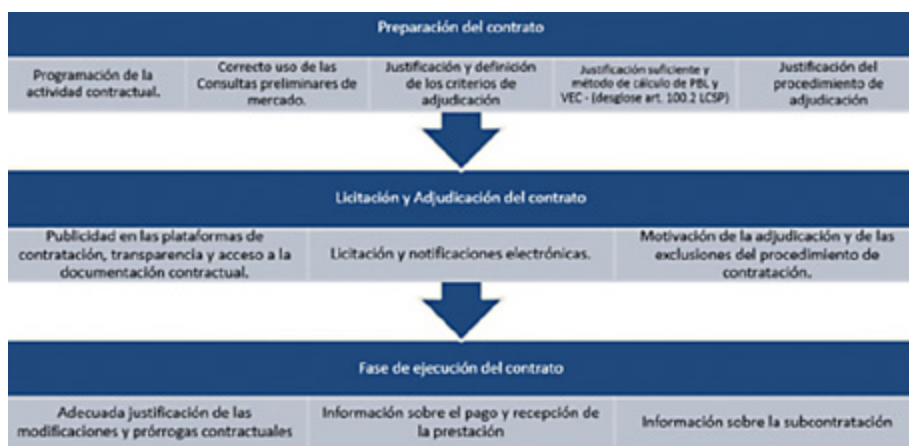 Preparación del contrato
Programación de la
actividad contractual.
Correcto uso de las
Consultas preliminares de
mercado.
Justificación y definición
de los criterios de
adjudicación
Justificación suficiente y
método de cálculo de PBL y
VEC - (desglose art. 100.2 LCSP)
Justificación del
procedimiento de
adjudicación
Licitación y Adjudicación del contrato
Publicidad en las plataformas de
contratación, transparencia y acceso a la
documentación contractual.
Licitación y notificaciones electrónicas.
Motivación de la adjudicación y de las
exclusiones del procedimiento de
contratación.
Fase de ejecución del contrato
Adecuada justificación de las
modificaciones y prórrogas contractuales
Información sobre el pago y recepción de
la prestación
Información sobre la subcontratación